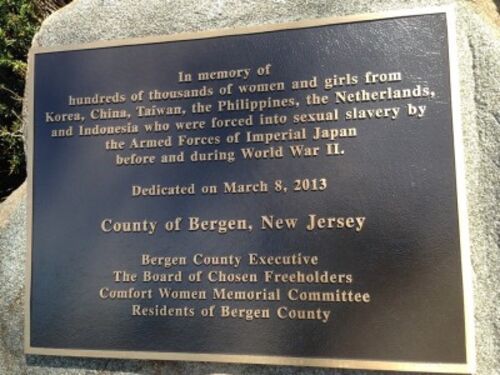 In memory of
hundreds of thousands of women and girls from
Korea, China, Taiwan, the Philippines, the Netherlands,
and Indonesia who were forced into sexual slavery by
the Armed Forces of Imperial Japan
before and during World War II.
Dedicated on March 8, 2013
County of Bergen, New Jersey
Bergen County Executive
The Board of Chosen Freeholders
Comfort Women Memorial Committee
Residents of Bergen County